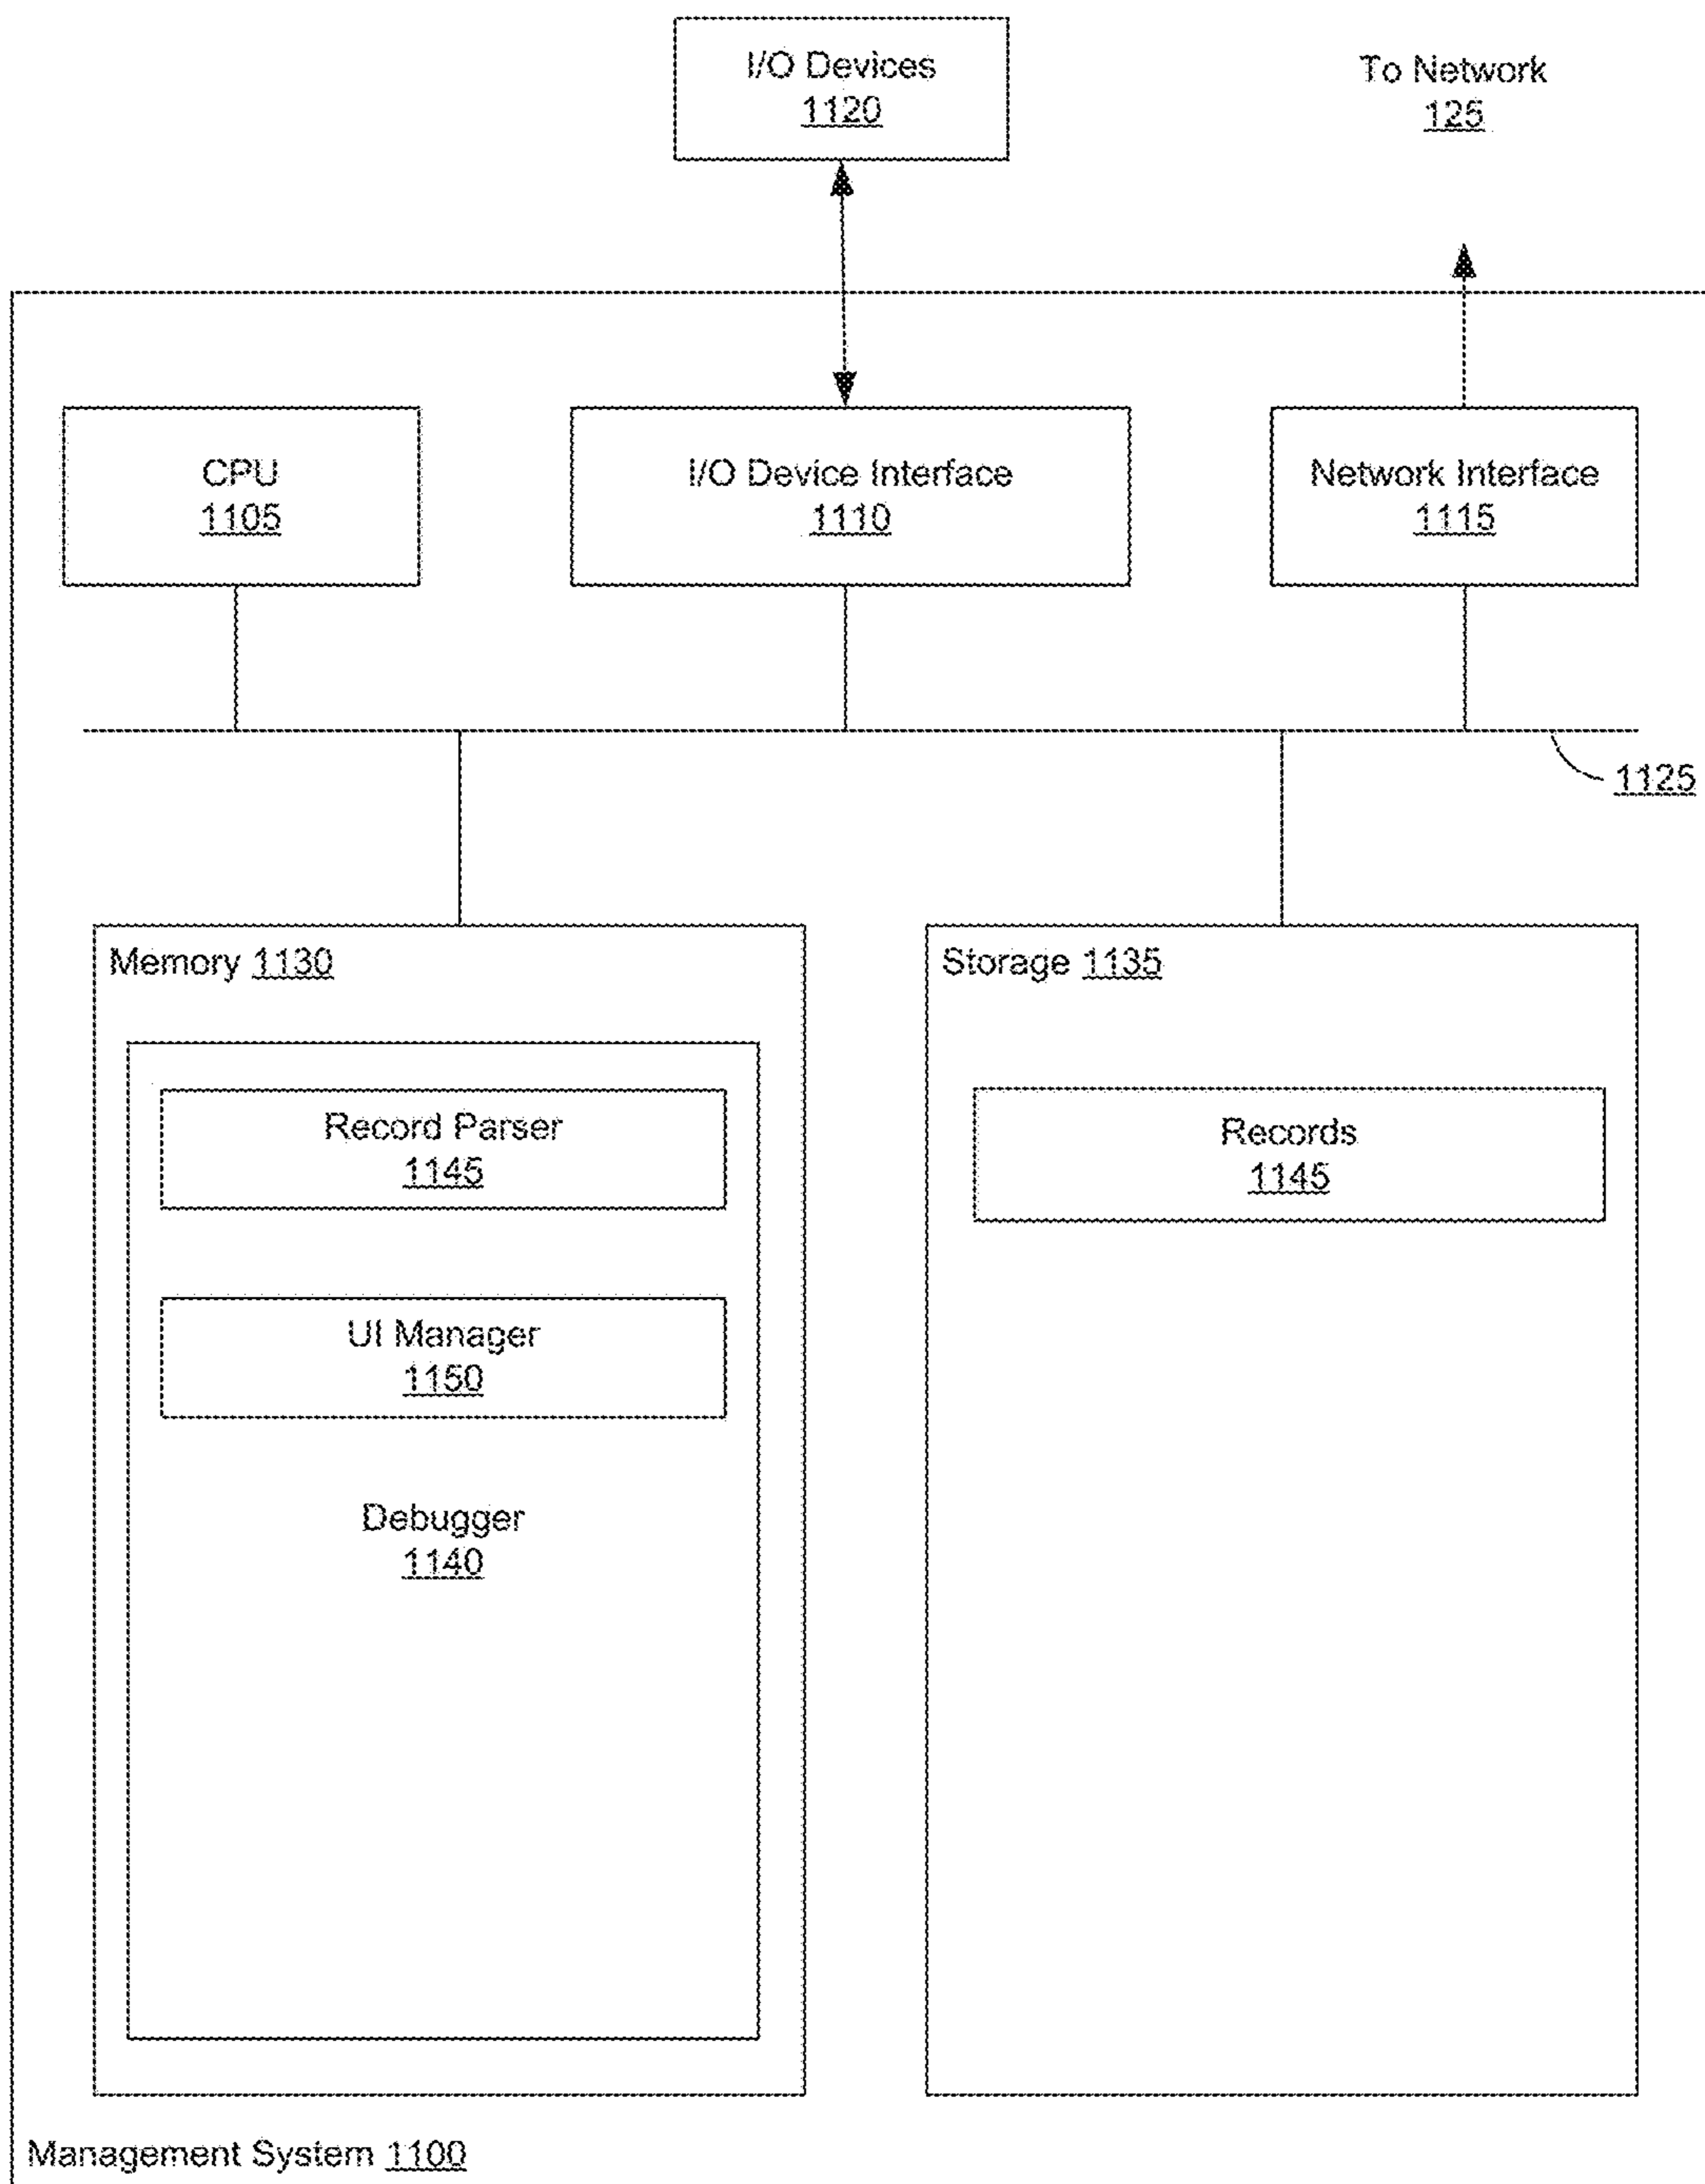 I/O Devices
1120
To Network
125
CPU
1105
I/O Device Interface
1110
Network Interface
1115
1125
Memory 1130
Storage 1135
Record Parser
1145
Records
1145
UI Manager
1150
Debugger
1140
Management System 1100